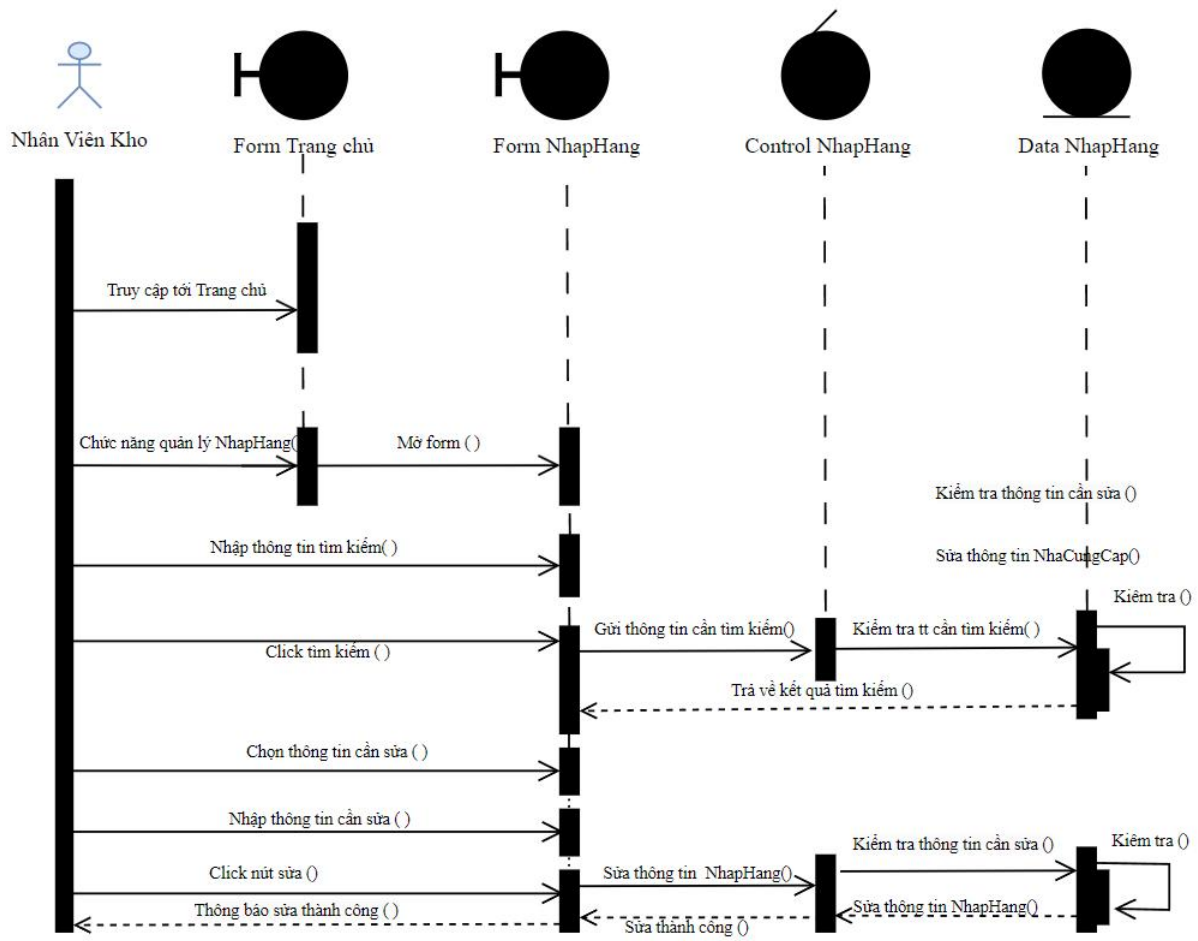 Nhân Viên Kho
Form Trang chủ
Form NhapHang
Control NhapHang
Data NhapHang
Truy cập tới Trang chủ
Chức năng quản lý NhapHang(
Mở form ( )
Kiểm tra thông tin cần sửa ()
Nhập thông tin tìm kiếm( )
Sửa thông tin NhaCungCap()
Kiêm tra ()
Gửi thông tin cần tìm kiếm()
Kiểm tra tt cần tìm kiếm( )
Click tìm kiếm ( )
Trả về kết quả tìm kiếm ()
Chọn thông tin cần sửa ( )
Nhập thông tin cần sửa ( )
Kiểm tra thông tin cần sửa ()
Kiêm tra ()
Click nút sửa ()
Sửa thông tin NhapHang()
Thông báo sửa thành công ( )
Sửa thông tin NhapHang()
Sửa thành công ()